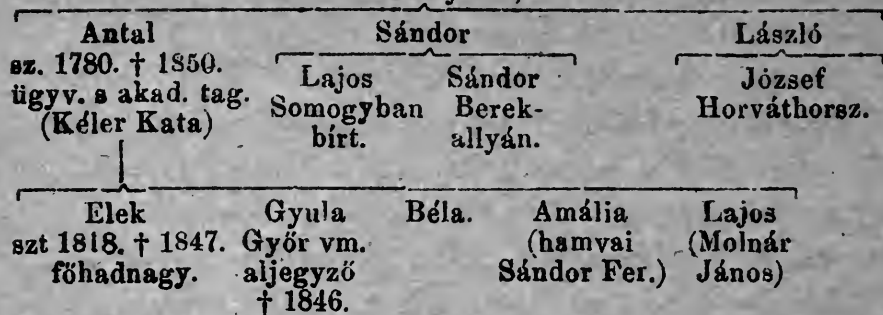 Antal Sándor László
sz. 1780. † 1850. Lajos Sándor József
ügyv. s akad. tag. Somogyban Berek- Horváthorsz.
(Kéler Kata) bírt. allyán.
Elek Gyula Béla. Amália Lajos
szt 1818. † 1847. Győr vm. (hamvai (Molnár
főhadnagy. aljegyző Sándor Fer.) János)
† 1846.